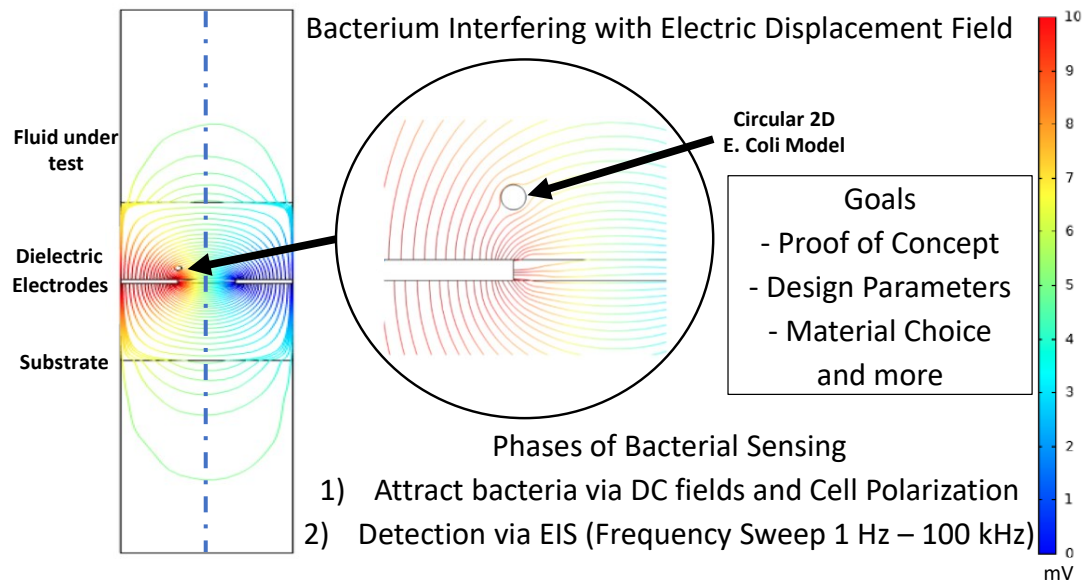 Bacterium Interfering with Electric Displacement Field
Fluid under
test
Dielectric
Electrodes
Substrate
Circular 2D
E. Coli Model
Goals
- Proof of Concept
- Design Parameters
- Material Choice
and more
Phases of Bacterial Sensing
1) Attract bacteria via DC fields and Cell Polarization
2) Detection via EIS (Frequency Sweep 1 Hz – 100 kHz)
10
9
8
7
6
5
4
3
2
1
0
mV